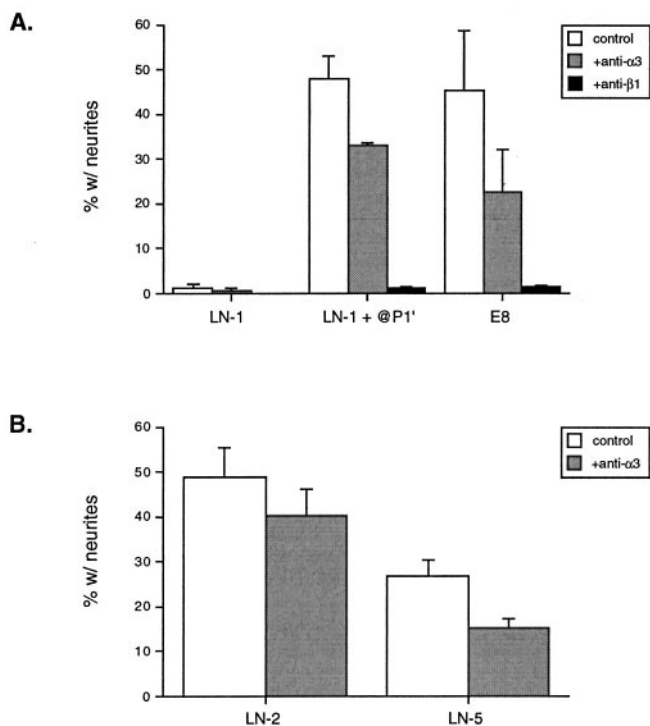 A.
60
50
40
30
20
10
0
% w/ neurites
control
+anti-α3
+anti-β1
LN-1
LN-1 + @P1'
E8
B.
60
50
40
30
20
10
0
% w/ neurites
control
+anti-α3
LN-2
LN-5